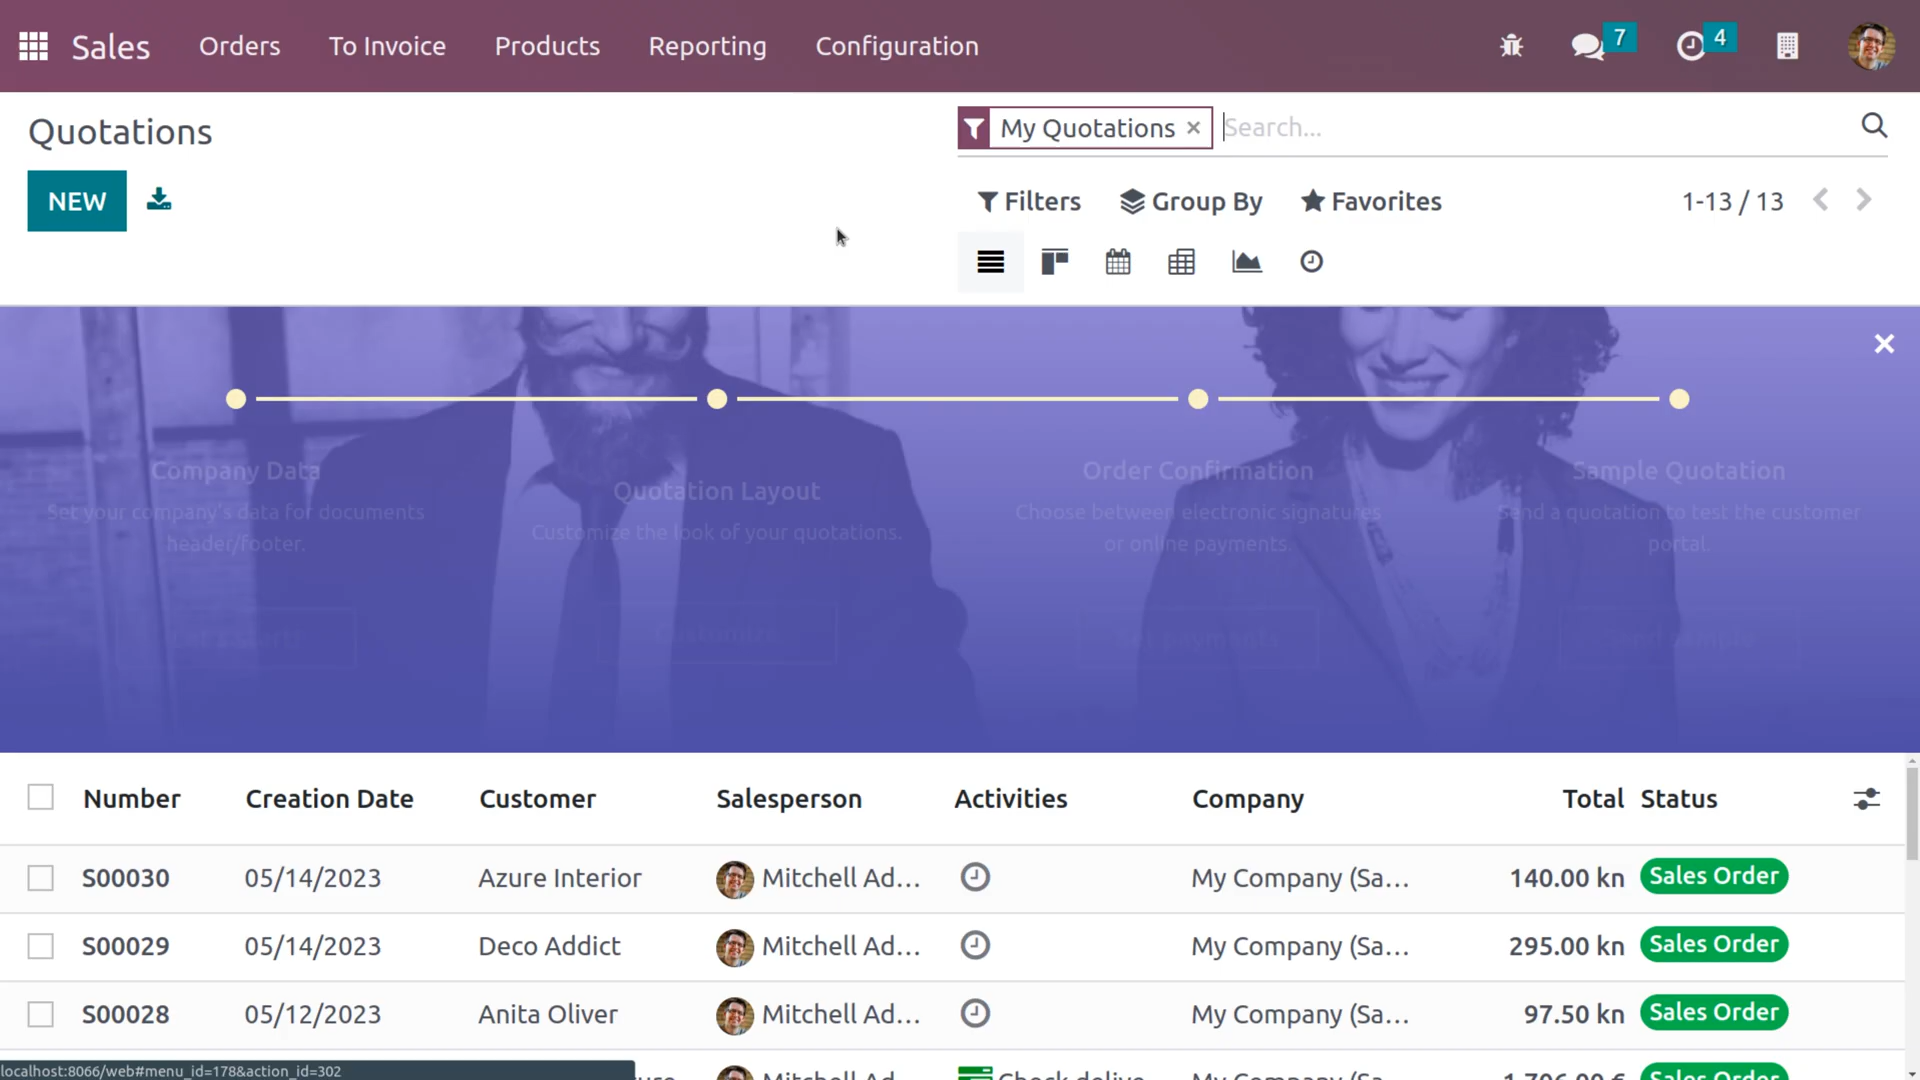 Sales Orders To Invoice Products Reporting Configuration 7 4
Quotations
My Quotations × Search...
NEW
Filters Group By Favorites 1-13 / 13
Company Data
Set your company's data for documents
header/footer.
Quotation Layout
Customize the look of your quotations.
Order Confirmation
Choose between electronic signatures
or online payments.
Sample Quotation
Send a quotation to test the customer
portal.
Number Creation Date Customer Salesperson Activities Company Total Status
S00030 05/14/2023 Azure Interior Mitchell Ad... My Company (Sa... 140.00 kn Sales Order
S00029 05/14/2023 Deco Addict Mitchell Ad... My Company (Sa... 295.00 kn Sales Order
S00028 05/12/2023 Anita Oliver Mitchell Ad... My Company (Sa... 97.50 kn Sales Order
Mitchell Ad... My Company (Sa... Sales Order
localhost:8066/web#menu_id=178&action_id=302